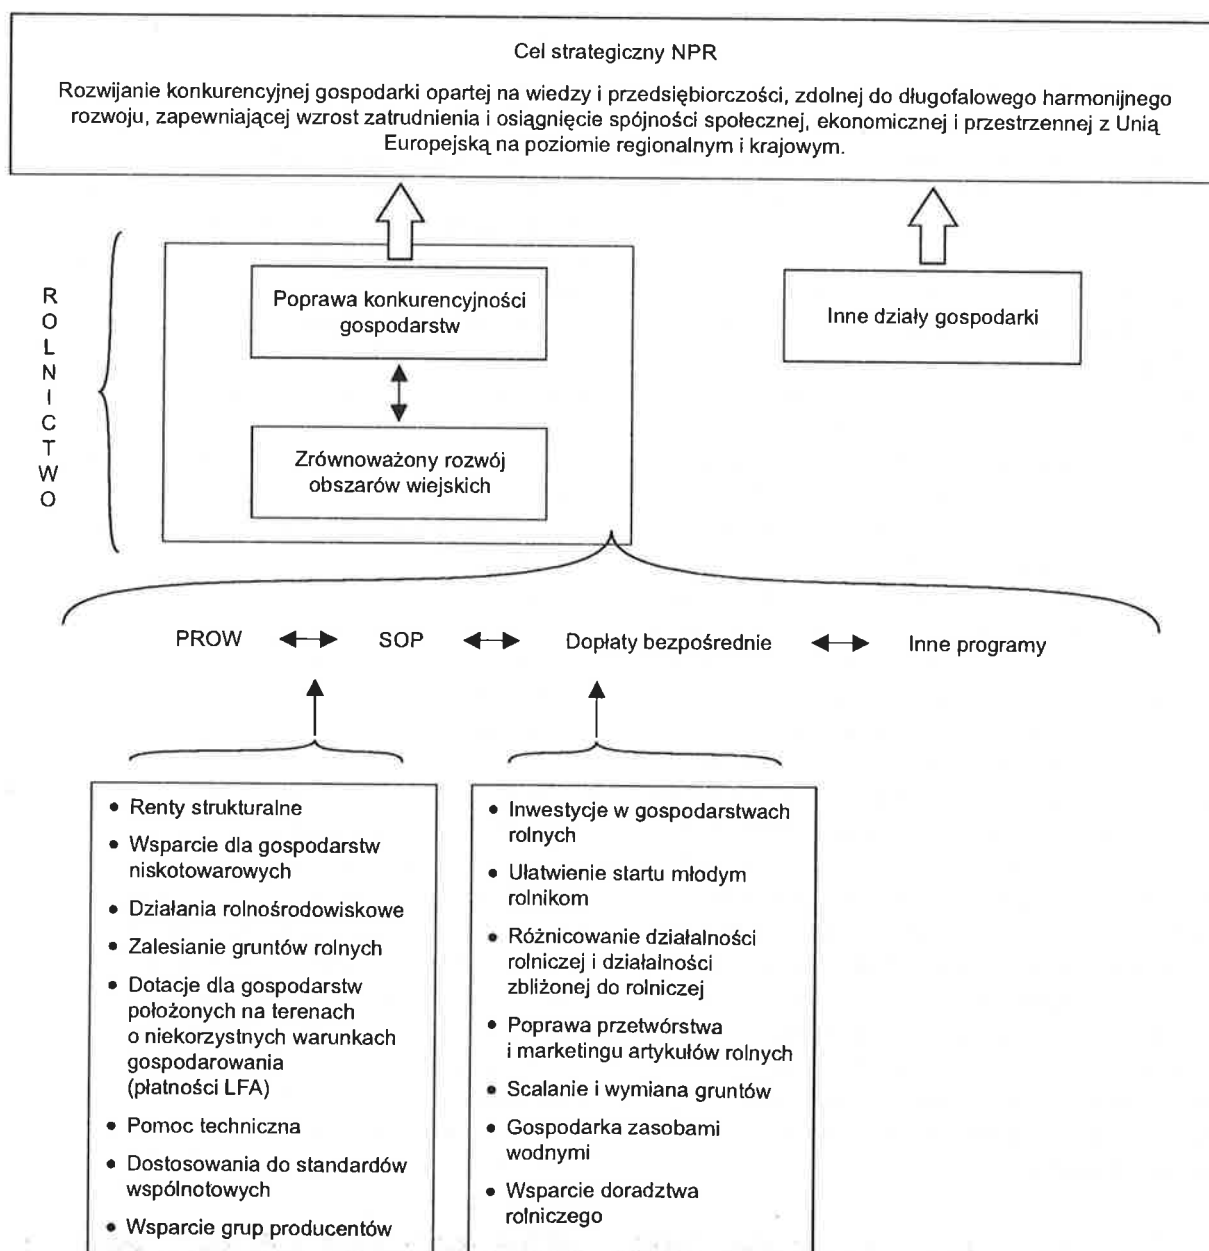 Cel strategiczny NPR
Rozwijanie konkurencyjnej gospodarki opartej na wiedzy i przedsiębiorczości, zdolnej do długofalowego harmonijnego
rozwoju, zapewniającej wzrost zatrudnienia i osiągnięcie spójności społecznej, ekonomicznej i przestrzennej z Unią
Europejską na poziomie regionalnym i krajowym.
ROLNICTWO
Poprawa konkurencyjności
gospodarstw
Inne działy gospodarki
Zrównoważony rozwój
obszarów wiejskich
PROW
SOP
Dopłaty bezpośrednie
Inne programy
• Renty strukturalne
• Wsparcie dla gospodarstw
niskotowarowych
• Działania rolnośrodowiskowe
• Zalesianie gruntów rolnych
• Dotacje dla gospodarstw
położonych na terenach
o niekorzystnych warunkach
gospodarowania
(płatności LFA)
• Pomoc techniczna
• Dostosowania do standardów
wspólnotowych
• Wsparcie grup producentów
• Inwestycje w gospodarstwach
rolnych
• Ułatwienie startu młodym
rolnikom
• Różnicowanie działalności
rolniczej i działalności
zbliżonej do rolniczej
• Poprawa przetwórstwa
i marketingu artykułów rolnych
• Scalanie i wymiana gruntów
• Gospodarka zasobami
wodnymi
• Wsparcie doradztwa
rolniczego